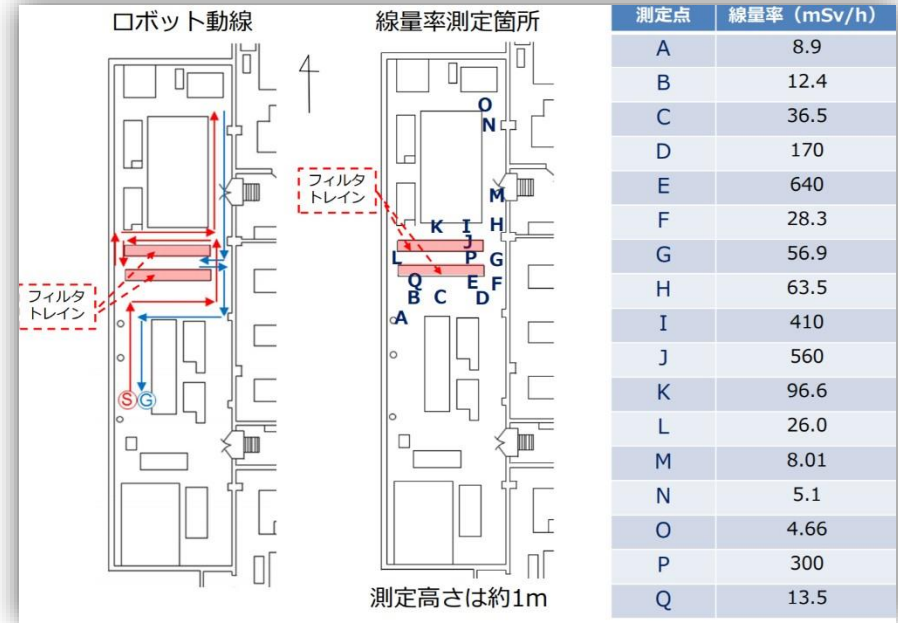 ロボット動線
線量率測定箇所
フィルタ
トレイン
S G
フィルタ
トレイン
O
N
M
H
K I
J
L P G
Q E F
B C D
A
測定高さは約1m
測定点 線量率（mSv/h）
A 8.9
B 12.4
C 36.5
D 170
E 640
F 28.3
G 56.9
H 63.5
I 410
J 560
K 96.6
L 26.0
M 8.01
N 5.1
O 4.66
P 300
Q 13.5